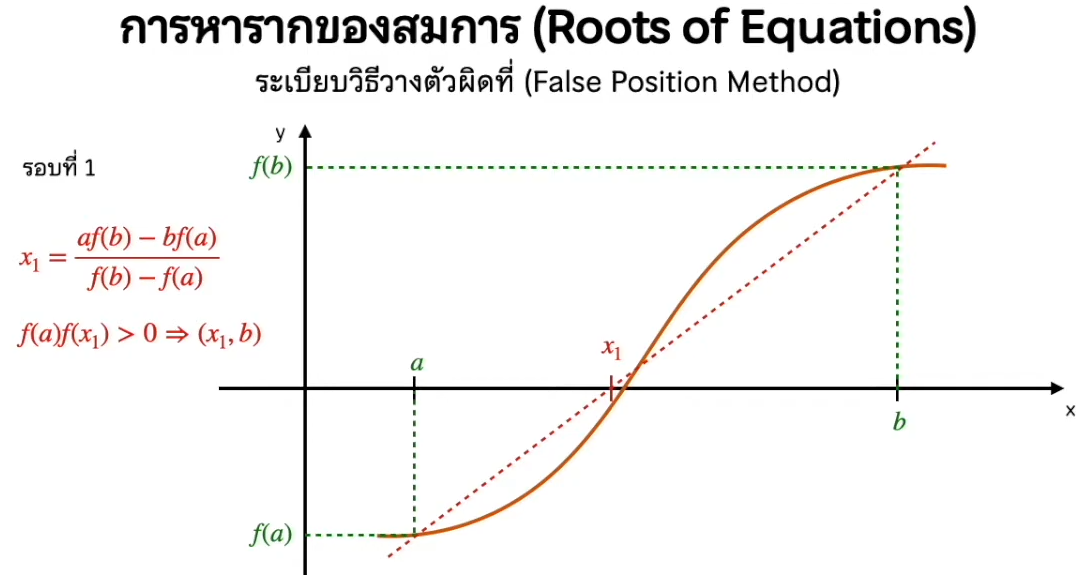 การหารากของสมการ (Roots of Equations)
ระเบียบวิธีวางตัวผิดที่ (False Position Method)
y
f(b)
รอบที่ 1
x₁ = (af(b) − bf(a)) / (f(b) − f(a))
f(a)f(x₁) > 0 ⇒ (x₁, b)
x₁
a
x
b
f(a)